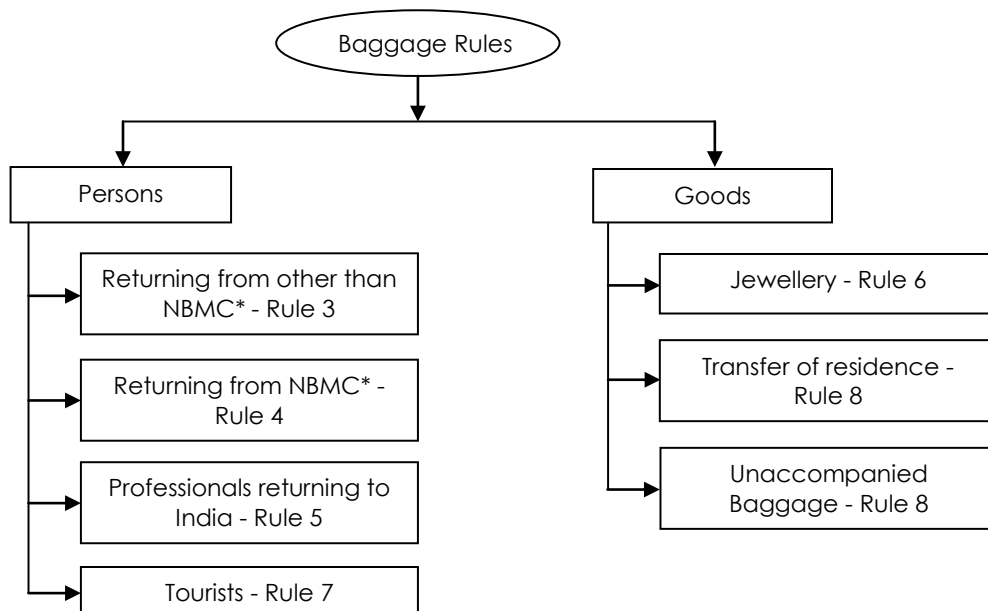 Baggage Rules
Persons
Returning from other than
NBMC* - Rule 3
Returning from NBMC* -
Rule 4
Professionals returning to
India - Rule 5
Tourists - Rule 7
Goods
Jewellery - Rule 6
Transfer of residence -
Rule 8
Unaccompanied
Baggage - Rule 8